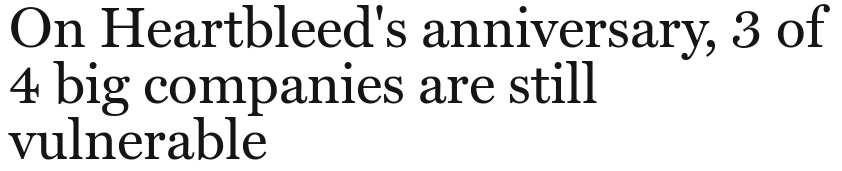 On Heartbleed's anniversary, 3 of
4 big companies are still
vulnerable